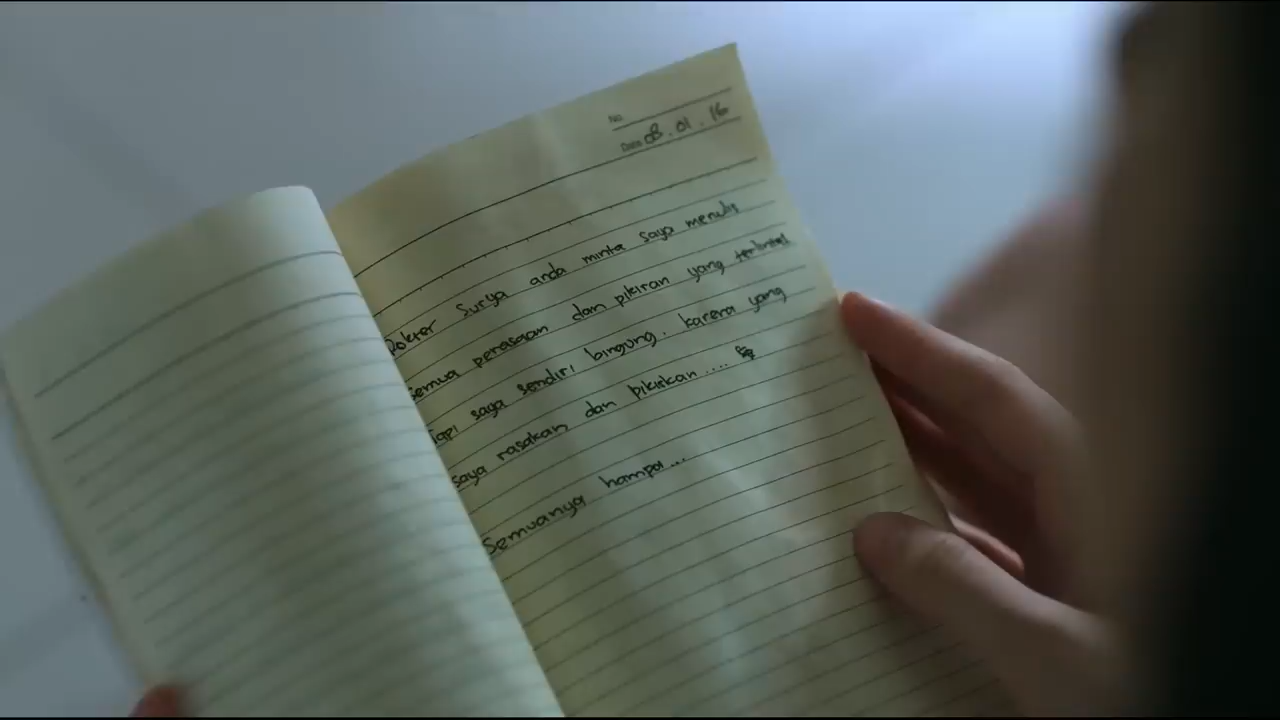 No
Date 08.01.16
Dokter Surya anda minta saya menulis
semua perasaan dan pikiran yang terlintas
Tapi saya sendiri bingung. karena yang
saya rasakan dan pikirkan ....
Semuanya hampa ...